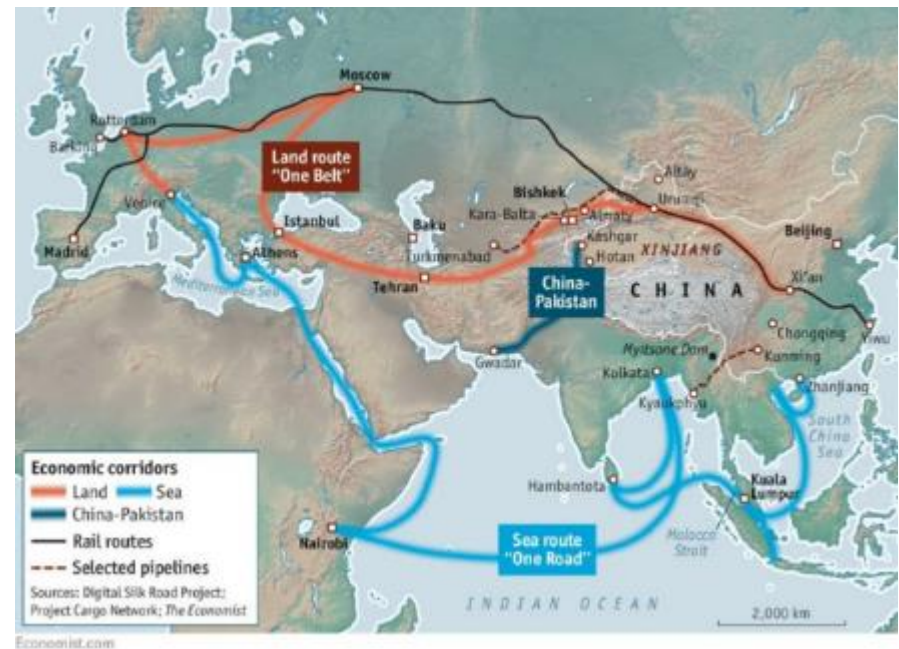 Moscow
Rotterdam
Barking
Land route
"One Belt"
Altay
Bishkek
Urumqi
Venice
Kara-Balta
Almaty
Istanbul
Baku
Kashgar
XINJIANG
Beijing
Madrid
Athens
Turkmenabad
Hotan
Mediterranean Sea
Tehran
China-
Pakistan
CHINA
Xi'an
Chongqing
Yiwu
Gwadar
Myitsone Dam
Kunming
Kolkata
Zhanjiang
Kyaukphyu
South
China
Sea
Economic corridors
Land
Sea
China-Pakistan
Rail routes
Selected pipelines
Sources: Digital Silk Road Project;
Project Cargo Network; The Economist
Hambantota
Kuala
Lumpur
Nairobi
Sea route
"One Road"
Malacca
Strait
INDIAN OCEAN
2,000 km
Economist.com